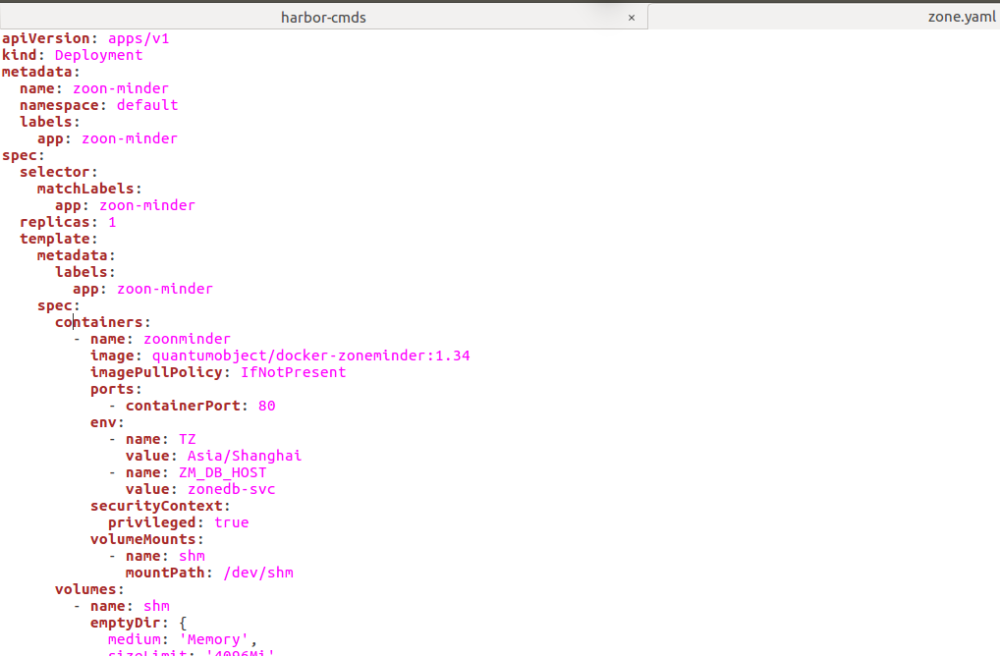 harbor-cmds × zone.yaml
apiVersion: apps/v1
kind: Deployment
metadata:
  name: zoon-minder
  namespace: default
  labels:
    app: zoon-minder
spec:
  selector:
    matchLabels:
      app: zoon-minder
  replicas: 1
  template:
    metadata:
      labels:
        app: zoon-minder
    spec:
      containers:
        - name: zoonminder
          image: quantumobject/docker-zoneminder:1.34
          imagePullPolicy: IfNotPresent
          ports:
            - containerPort: 80
          env:
            - name: TZ
              value: Asia/Shanghai
            - name: ZM_DB_HOST
              value: zonedb-svc
          securityContext:
            privileged: true
          volumeMounts:
            - name: shm
              mountPath: /dev/shm
      volumes:
        - name: shm
          emptyDir: {
            medium: 'Memory',
            sizeLimit: '4096Mi'